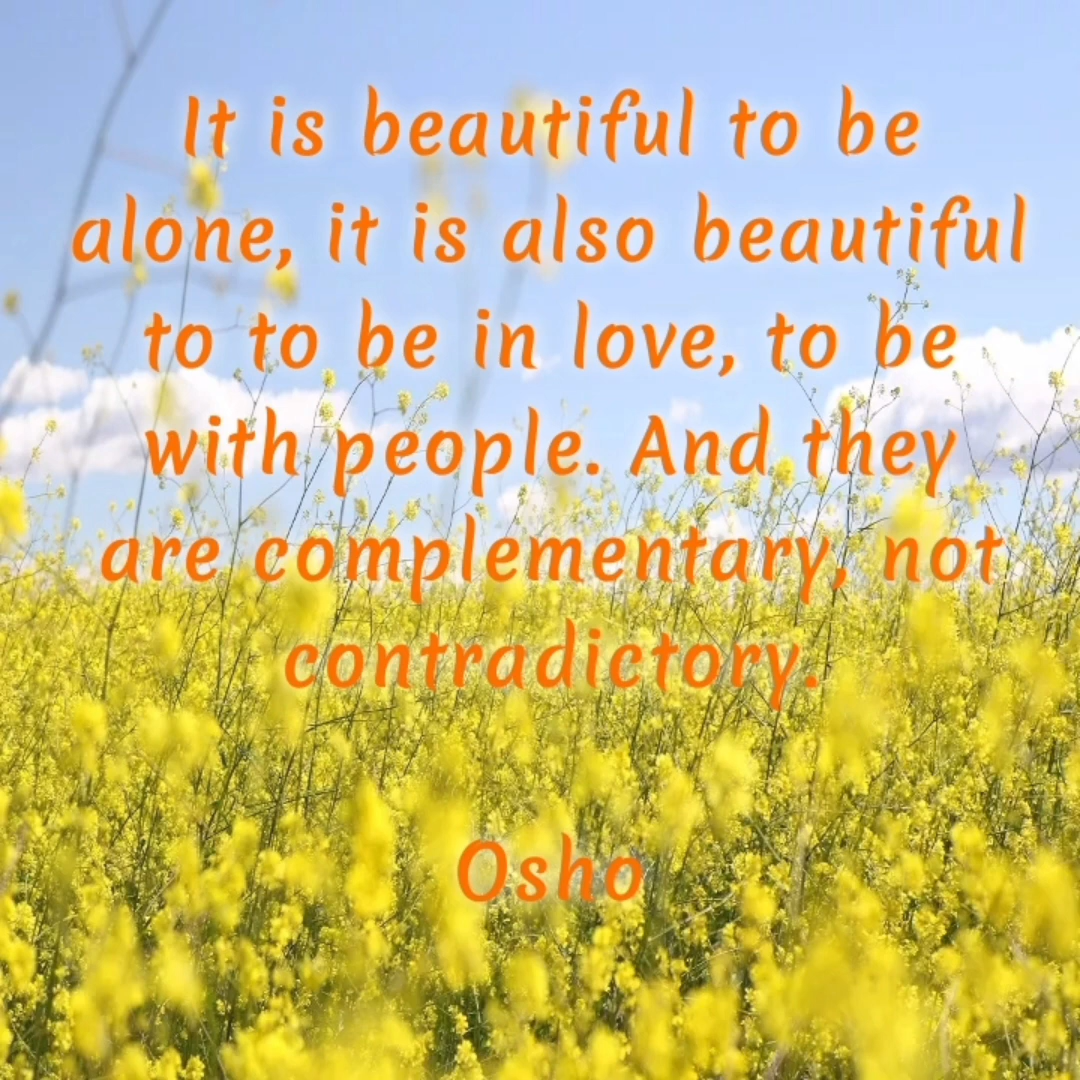 It is beautiful to be
alone, it is also beautiful
to to be in love, to be
with people. And they
are complementary, not
contradictory.
Osho